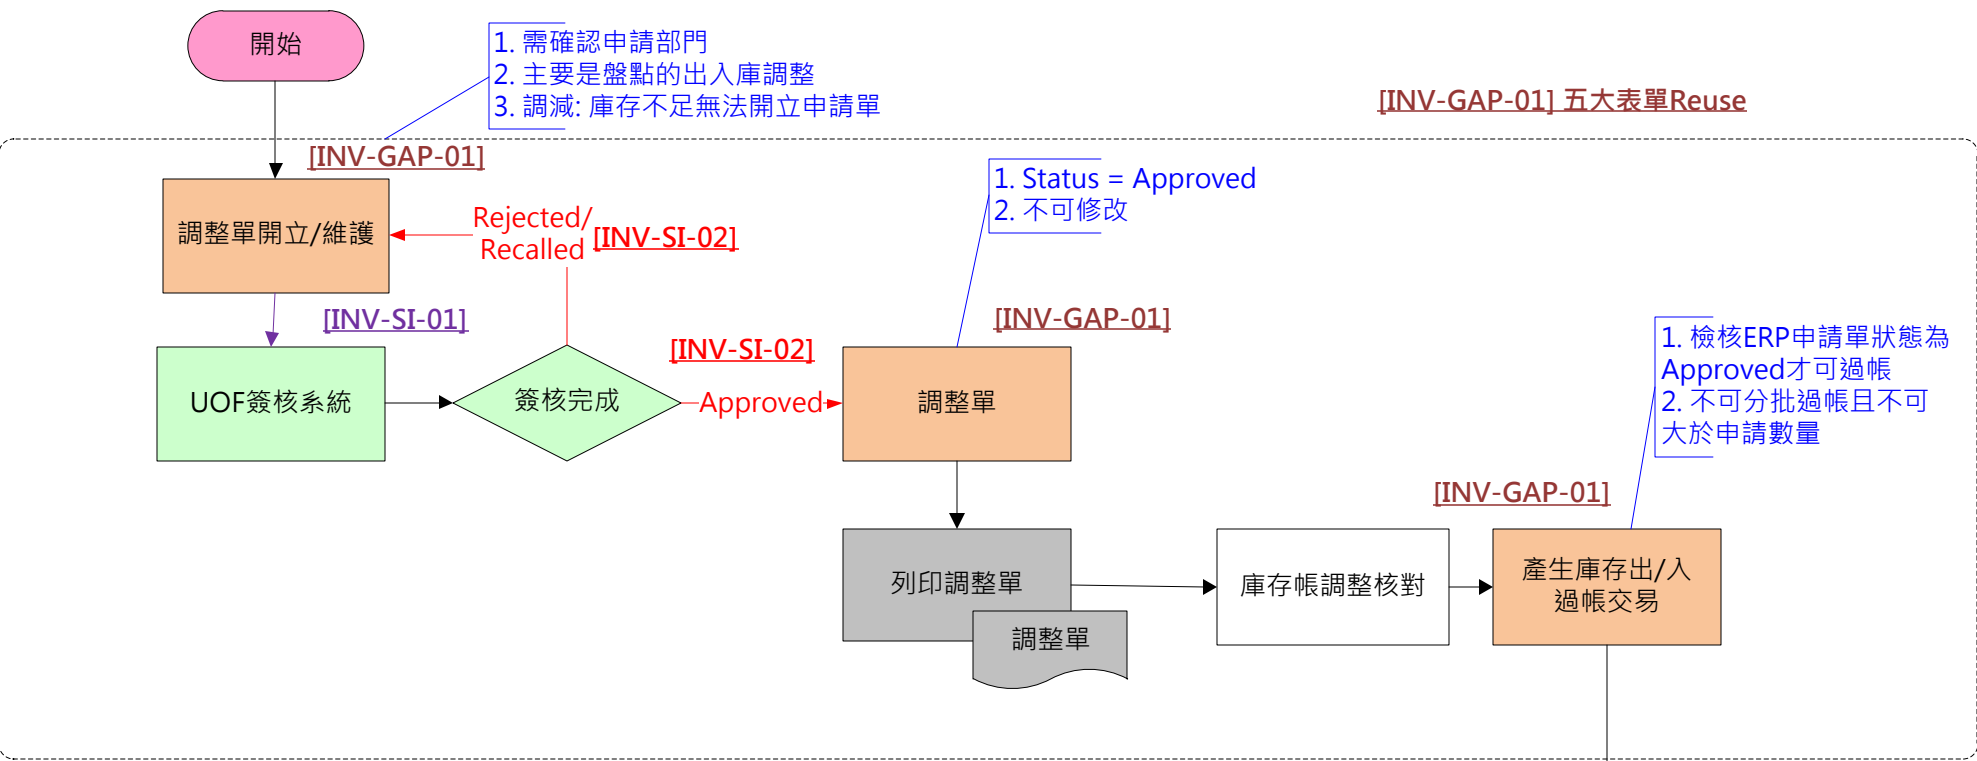 開始
1. 需確認申請部門
2. 主要是盤點的出入庫調整
3. 調減: 庫存不足無法開立申請單
[INV-GAP-01] 五大表單Reuse
[INV-GAP-01]
調整單開立/維護
Rejected/
Recalled
[INV-SI-02]
1. Status = Approved
2. 不可修改
[INV-SI-01]
UOF簽核系統
簽核完成
[INV-SI-02]
Approved
[INV-GAP-01]
調整單
1. 檢核ERP申請單狀態為
Approved才可過帳
2. 不可分批過帳且不可
大於申請數量
[INV-GAP-01]
列印調整單
調整單
庫存帳調整核對
產生庫存出/入
過帳交易